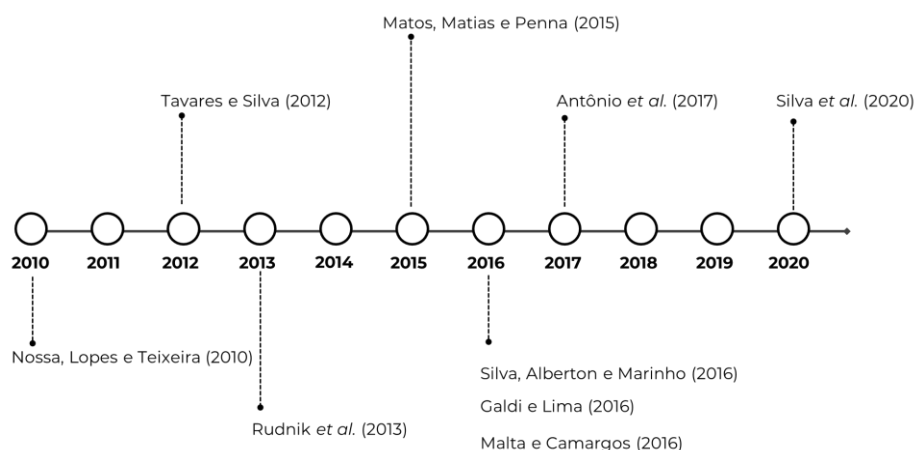 Matos, Matias e Penna (2015)
Tavares e Silva (2012)
Antônio et al. (2017)
Silva et al. (2020)
2010
2011
2012
2013
2014
2015
2016
2017
2018
2019
2020
Nossa, Lopes e Teixeira (2010)
Silva, Alberton e Marinho (2016)
Galdi e Lima (2016)
Rudnik et al. (2013)
Malta e Camargos (2016)